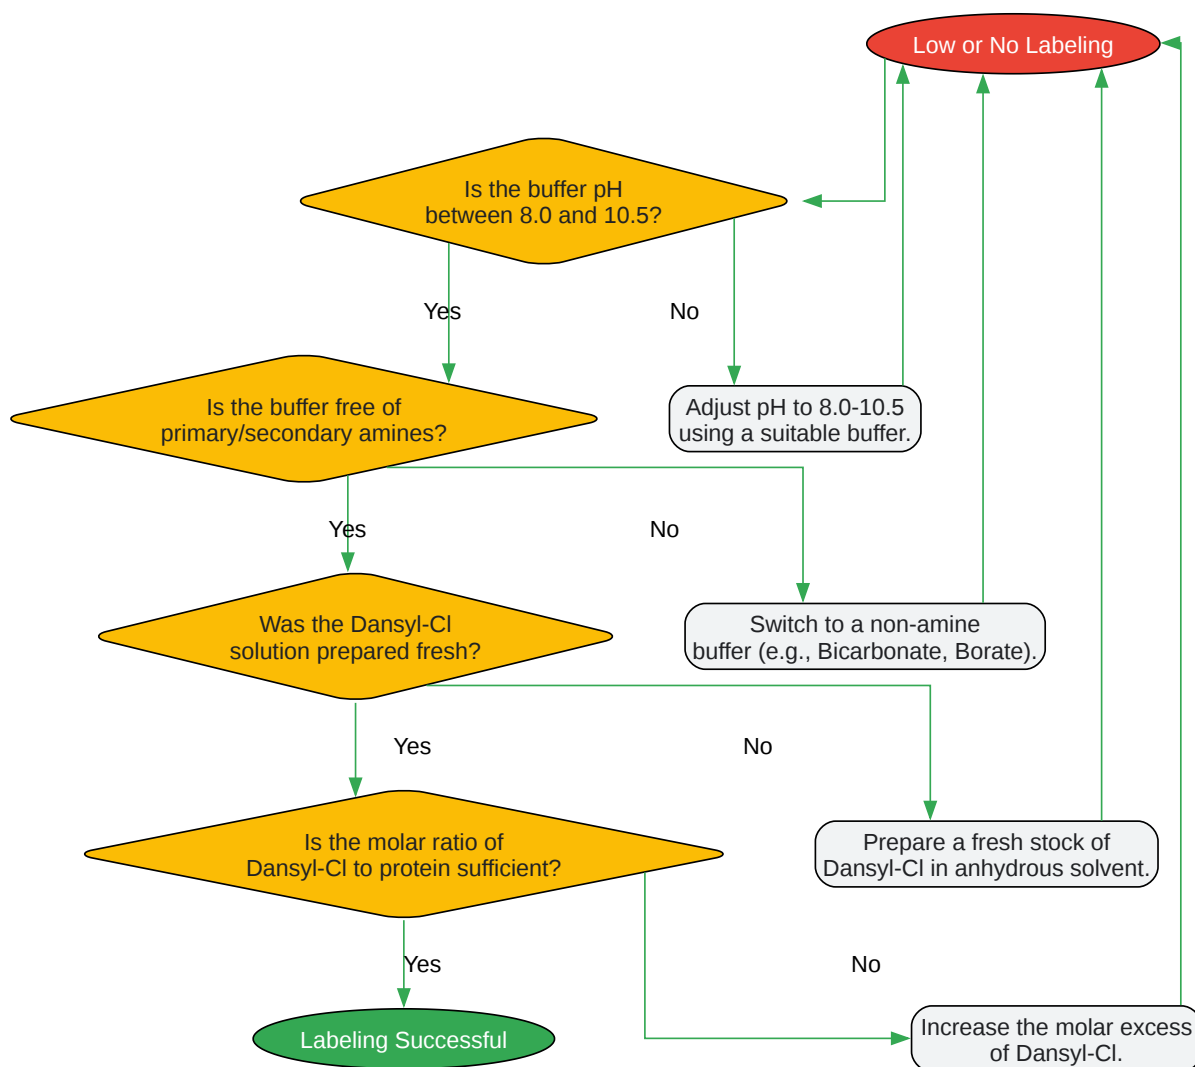 Low or No Labeling
Is the buffer pH
between 8.0 and 10.5?
Yes
No
Is the buffer free of
primary/secondary amines?
Adjust pH to 8.0-10.5
using a suitable buffer.
Yes
No
Was the Dansyl-Cl
solution prepared fresh?
Switch to a non-amine
buffer (e.g., Bicarbonate, Borate).
Yes
No
Is the molar ratio of
Dansyl-Cl to protein sufficient?
Prepare a fresh stock of
Dansyl-Cl in anhydrous solvent.
Yes
No
Labeling Successful
Increase the molar excess
of Dansyl-Cl.